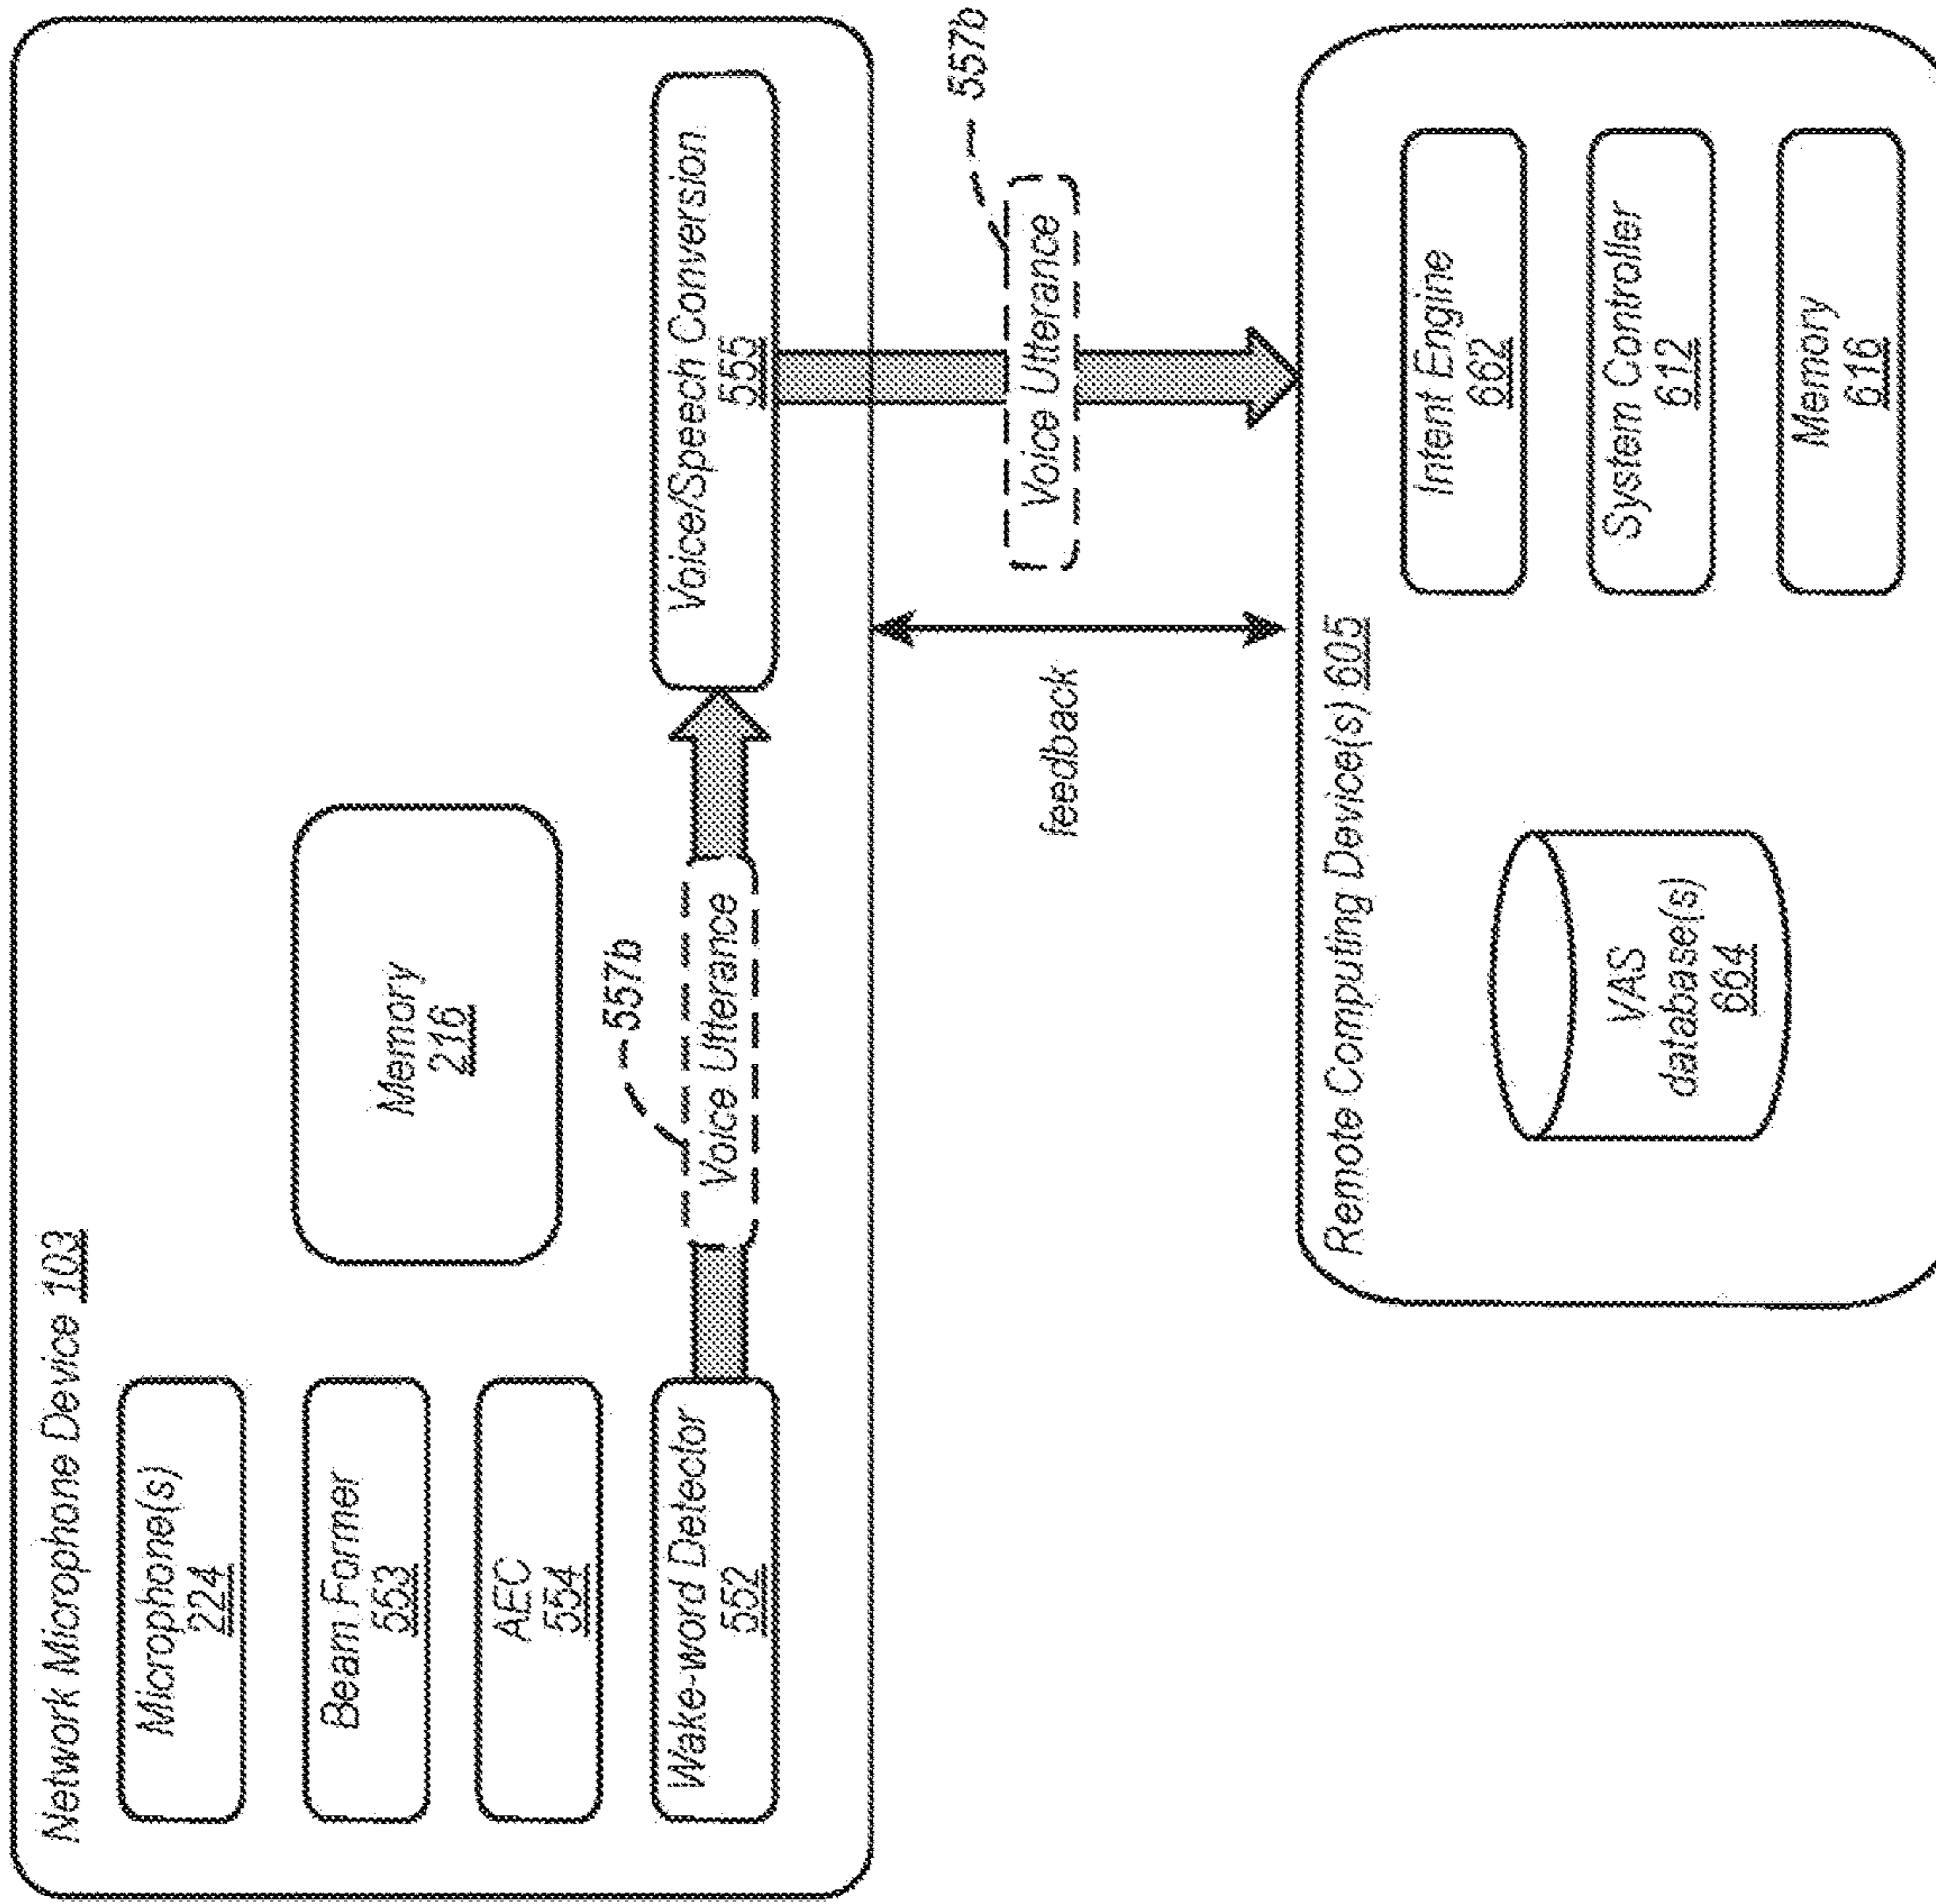 Network Microphone Device 103
Microphone(s)
224
Beam Former
553
AEC
554
Wake-word Detector
552
Memory
216
557b
Voice Utterance
Voice/Speech Conversion
555
feedback
Voice Utterance
557b
Remote Computing Device(s) 605
VAS
database(s)
664
Intent Engine
662
System Controller
612
Memory
616